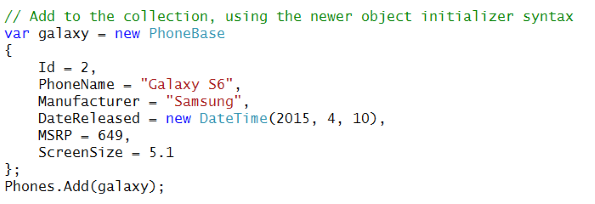 // Add to the collection, using the newer object initializer syntax
var galaxy = new PhoneBase
{
    Id = 2,
    PhoneName = "Galaxy S6",
    Manufacturer = "Samsung",
    DateReleased = new DateTime(2015, 4, 10),
    MSRP = 649,
    ScreenSize = 5.1
};
Phones.Add(galaxy);